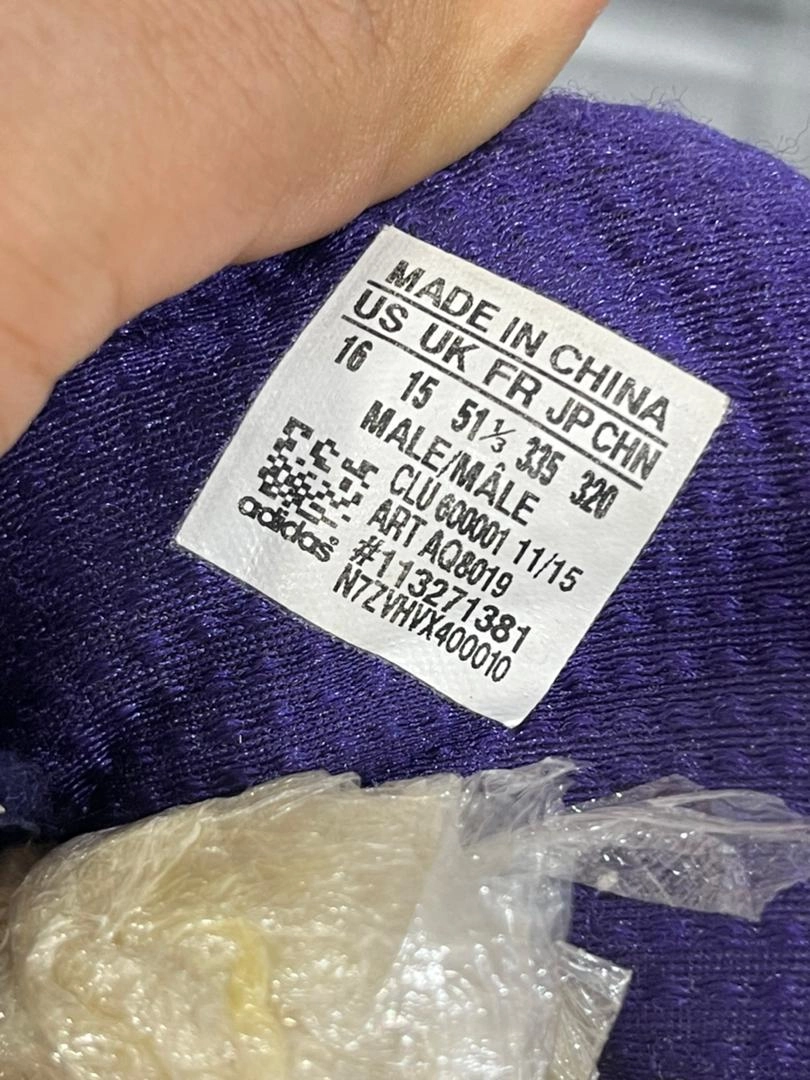 MADE IN CHINA
US UK FR JP CHN
16 15 51⅓ 335 320
MALE/MÂLE
CLU 600001 11/15
ART AQ8019
#113271381
N7ZVHVX400010
adidas®